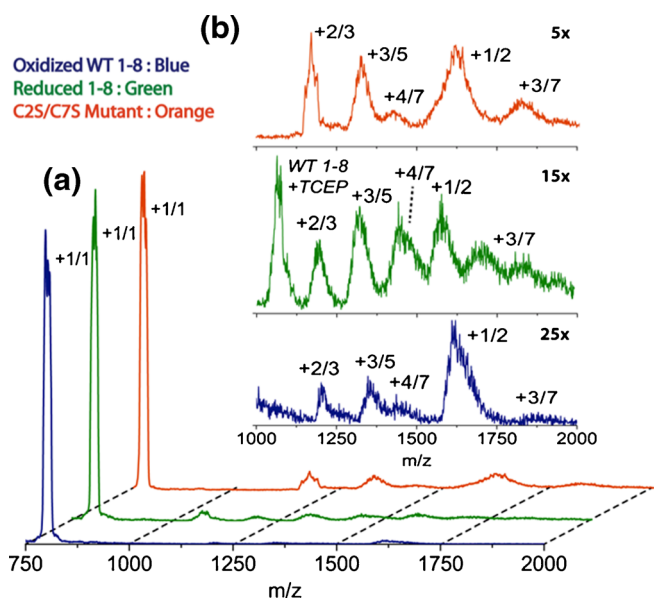 (b)
Oxidized WT 1-8 : Blue
Reduced 1-8 : Green
C2S/C7S Mutant : Orange
+2/3
+3/5
+4/7
+1/2
+3/7
5x
WT 1-8
+TCEP
+2/3
+3/5
+4/7
+1/2
+3/7
15x
+2/3
+3/5
+4/7
+1/2
+3/7
25x
1000 1250 1500 1750 2000
m/z
(a)
+1/1
+1/1
+1/1
750 1000 1250 1500 1750 2000
m/z